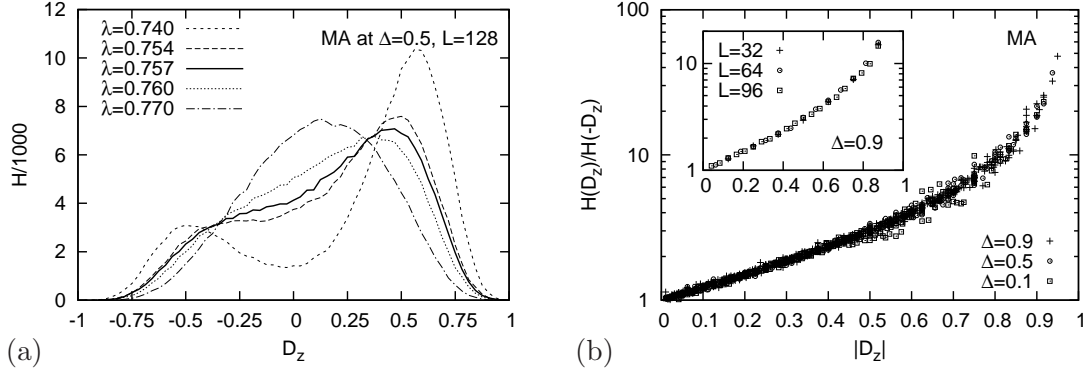 (a)
H/1000
12
10
8
6
4
2
0
-1 -0.75 -0.5 -0.25 0 0.25 0.5 0.75 1
D_z
λ=0.740
λ=0.754
λ=0.757
λ=0.760
λ=0.770
MA at Δ=0.5, L=128
(b)
H(D_z)/H(-D_z)
100
10
1
0 0.1 0.2 0.3 0.4 0.5 0.6 0.7 0.8 0.9 1
|D_z|
MA
Δ=0.9
Δ=0.5
Δ=0.1
L=32
L=64
L=96
Δ=0.9
10
1
0 0.2 0.4 0.6 0.8 1